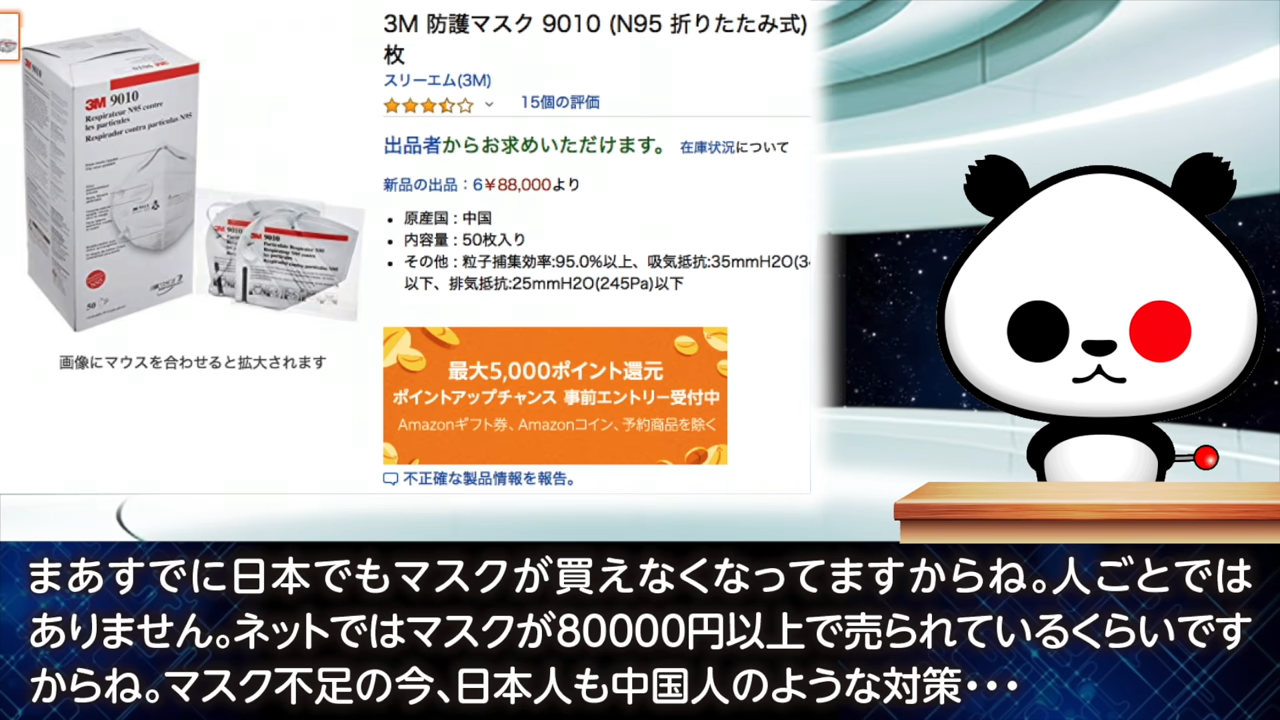 3M 防護マスク 9010 (N95 折りたたみ式)
枚
スリーエム(3M)
15個の評価
出品者からお求めいただけます。 在庫状況について
新品の出品：6￥88,000より
原産国 : 中国
内容量 : 50枚入り
その他 : 粒子捕集効率:95.0%以上、吸気抵抗:35mmH2O(34
以下、排気抵抗:25mmH2O(245Pa)以下
3M 9010
Respirateur N95 contre
les particules
Respirador contra partículas N95
50
画像にマウスを合わせると拡大されます
最大5,000ポイント還元
ポイントアップチャンス 事前エントリー受付中
Amazonギフト券、Amazonコイン、予約商品を除く
不正確な製品情報を報告。
まあすでに日本でもマスクが買えなくなってますからね。人ごとでは
ありません。ネットではマスクが80000円以上で売られているくらいです
からね。マスク不足の今、日本人も中国人のような対策・・・